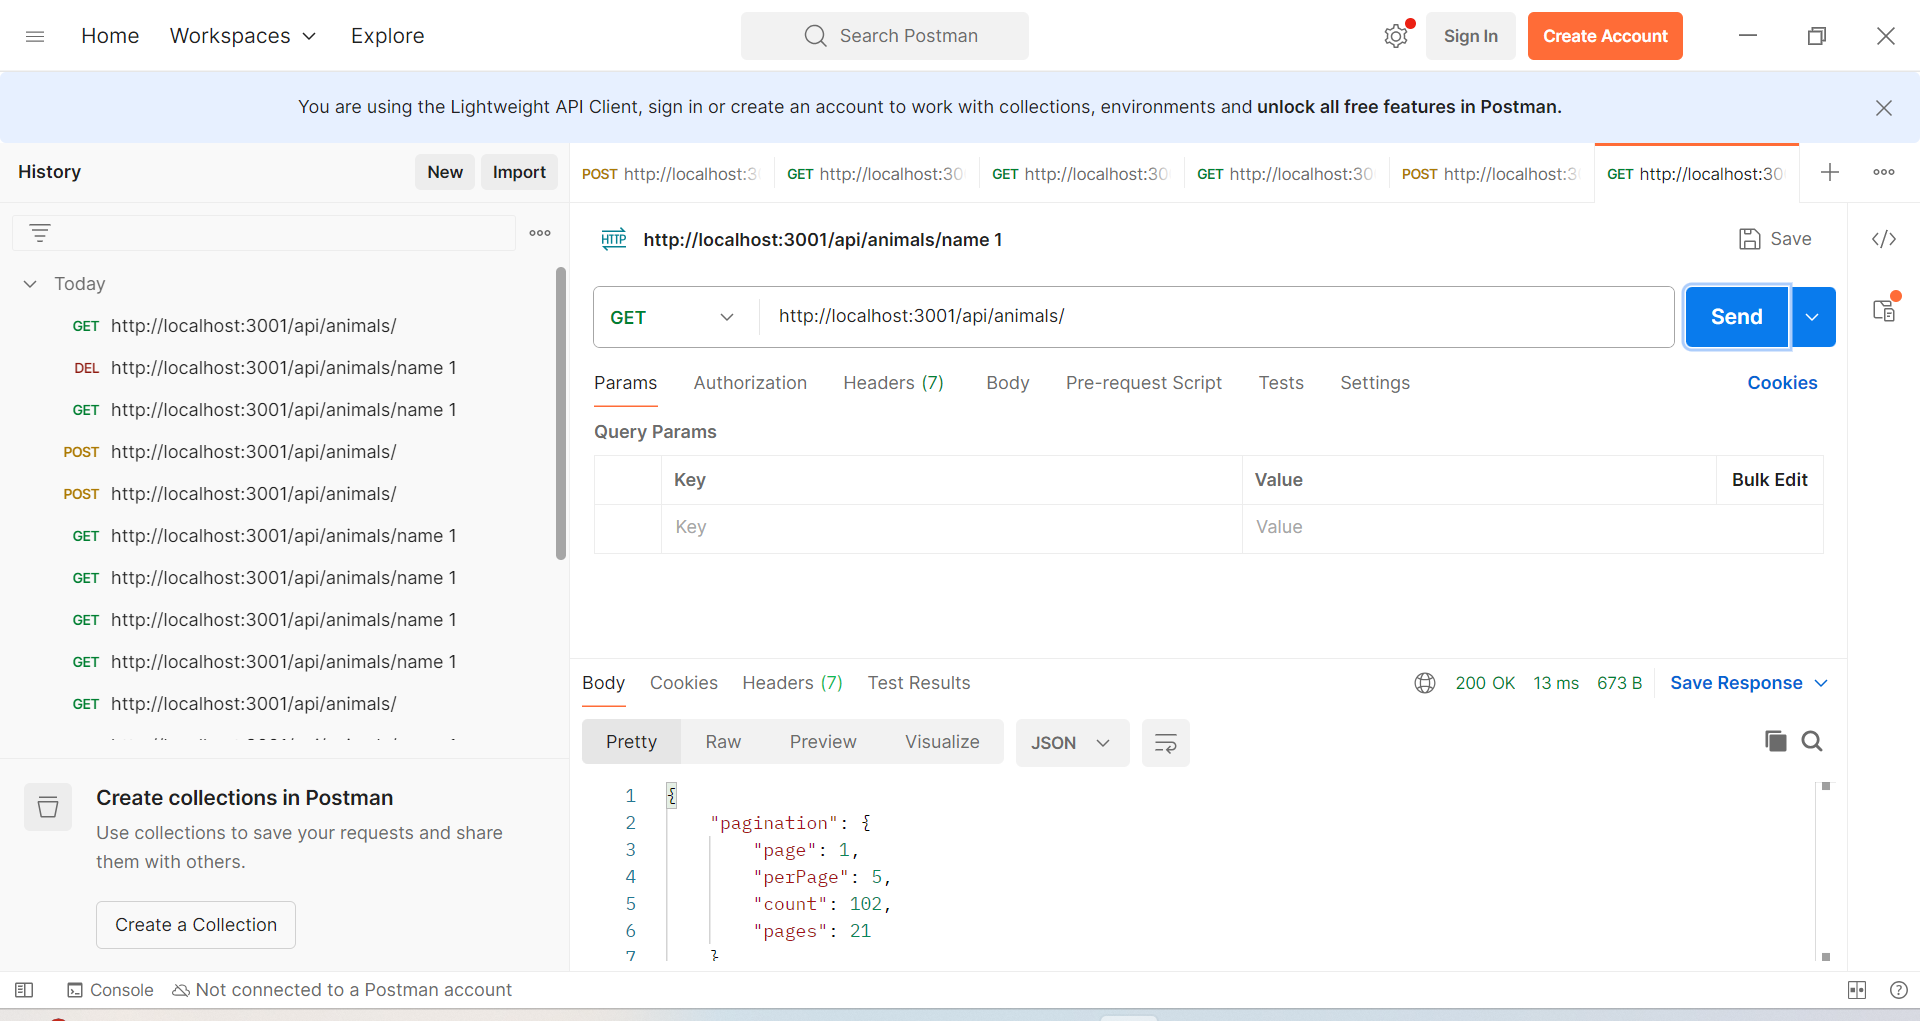 Home
Workspaces
Explore
Search Postman
Sign In
Create Account
You are using the Lightweight API Client, sign in or create an account to work with collections, environments and unlock all free features in Postman.
History
New
Import
POST http://localhost:3
GET http://localhost:30
GET http://localhost:30
GET http://localhost:30
POST http://localhost:3
GET http://localhost:30
Today
GET http://localhost:3001/api/animals/
DEL http://localhost:3001/api/animals/name 1
GET http://localhost:3001/api/animals/name 1
POST http://localhost:3001/api/animals/
POST http://localhost:3001/api/animals/
GET http://localhost:3001/api/animals/name 1
GET http://localhost:3001/api/animals/name 1
GET http://localhost:3001/api/animals/name 1
GET http://localhost:3001/api/animals/name 1
GET http://localhost:3001/api/animals/
Create collections in Postman
Use collections to save your requests and share
them with others.
Create a Collection
HTTP
http://localhost:3001/api/animals/name 1
Save
</>
GET
http://localhost:3001/api/animals/
Send
Params
Authorization
Headers (7)
Body
Pre-request Script
Tests
Settings
Cookies
Query Params
Key
Value
Bulk Edit
Key
Value
Body
Cookies
Headers (7)
Test Results
200 OK
13 ms
673 B
Save Response
Pretty
Raw
Preview
Visualize
JSON
1 {
2 "pagination": {
3 "page": 1,
4 "perPage": 5,
5 "count": 102,
6 "pages": 21
7 }
Console
Not connected to a Postman account